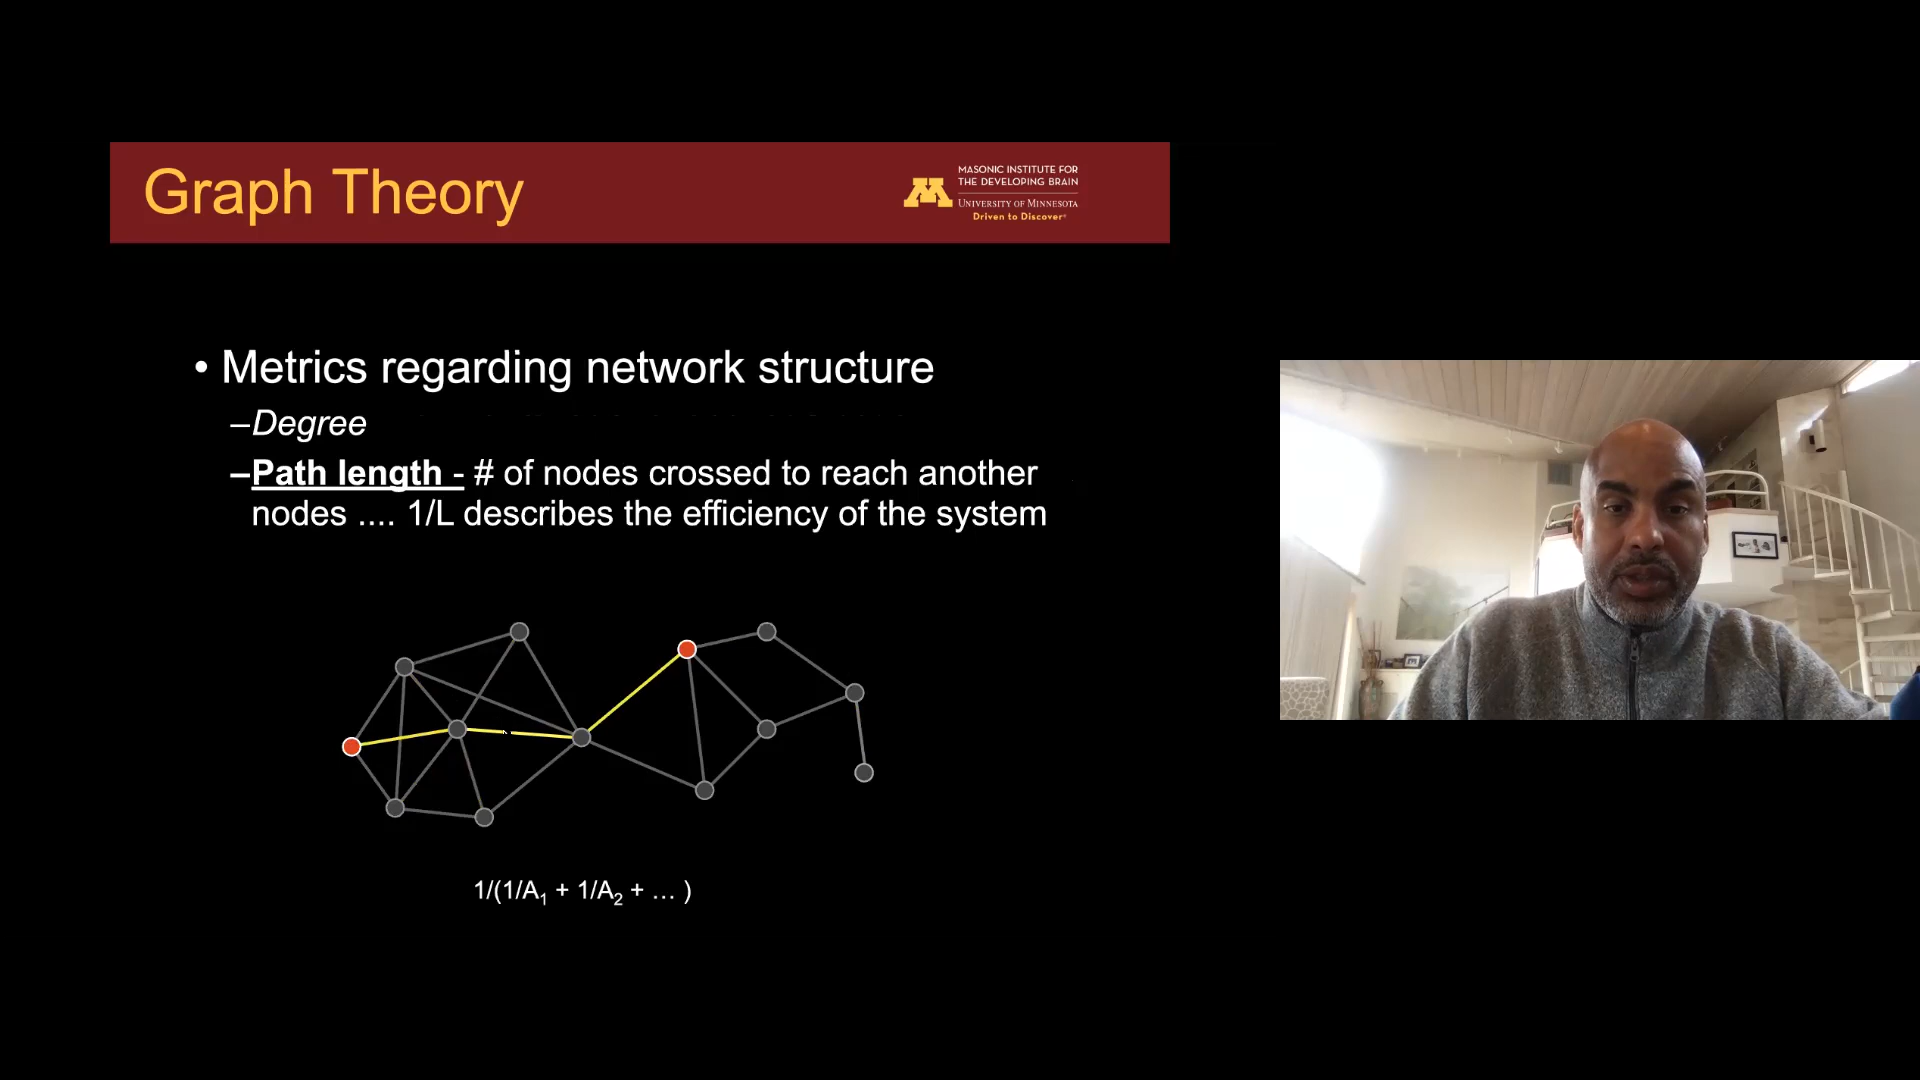 Graph Theory
MASONIC INSTITUTE FOR
THE DEVELOPING BRAIN
UNIVERSITY OF MINNESOTA
Driven to Discover®
• Metrics regarding network structure
–Degree
–Path length - # of nodes crossed to reach another
nodes .... 1/L describes the efficiency of the system
1/(1/A₁ + 1/A₂ + … )